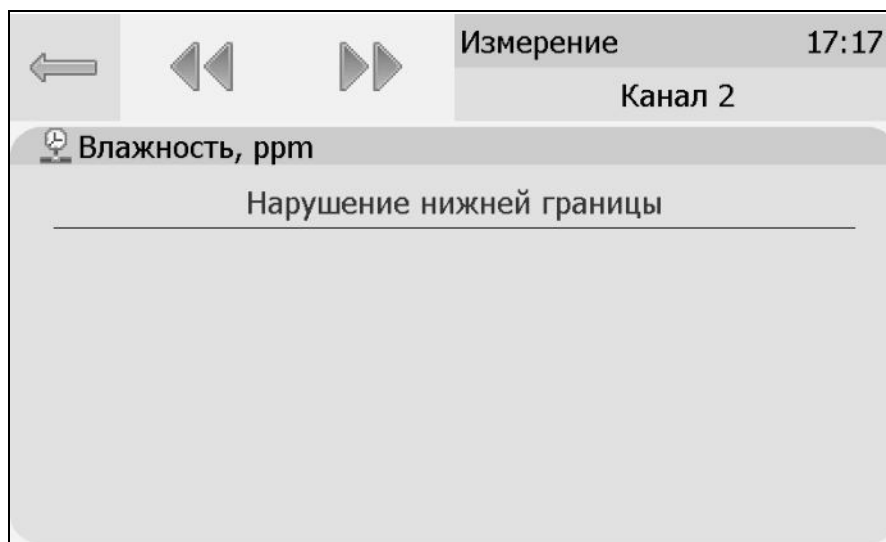 Измерение 17:17
Канал 2
Влажность, ppm
Нарушение нижней границы